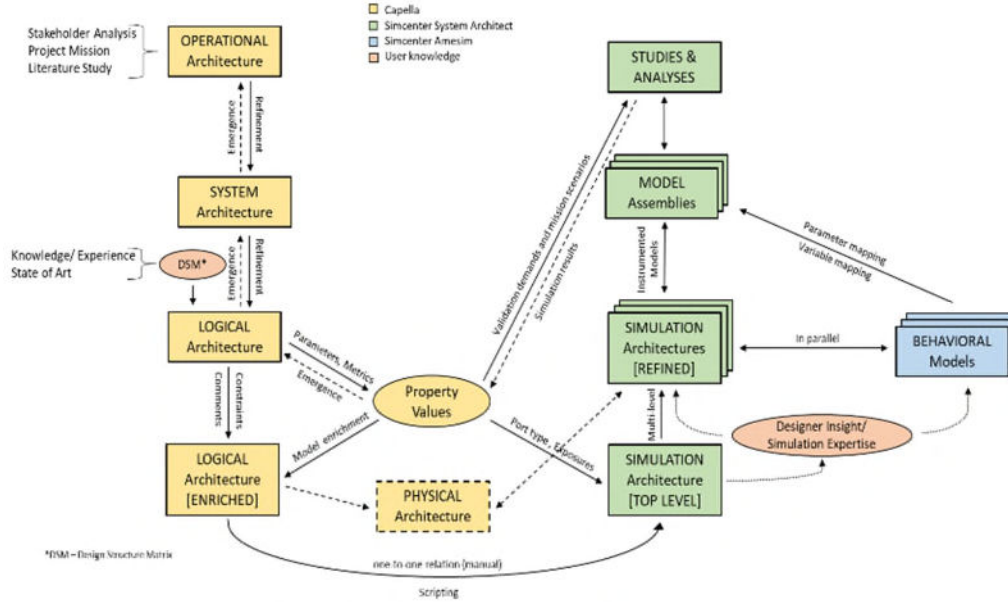 Capella
Simcenter System Architect
Simcenter Amesim
User knowledge
Stakeholder Analysis
Project Mission
Literature Study
OPERATIONAL
Architecture
STUDIES &
ANALYSES
Emergence
Refinement
MODEL
Assemblies
SYSTEM
Architecture
Validation demands and mission scenarios
Simulation results
Parameter mapping
Variable mapping
Knowledge/ Experience
State of Art
DSM*
Emergence
Refinement
Instrumented
Models
LOGICAL
Architecture
Parameters, Metrics
Emergence
SIMULATION
Architectures
[REFINED]
In parallel
BEHAVIORAL
Models
Property
Values
Comments
Constraints
Model enrichment
Port type, Exposures
Multi-level
Designer Insight/
Simulation Expertise
LOGICAL
Architecture
[ENRICHED]
PHYSICAL
Architecture
SIMULATION
Architecture
[TOP LEVEL]
*DSM – Design Structure Matrix
one to one relation (manual)
Scripting